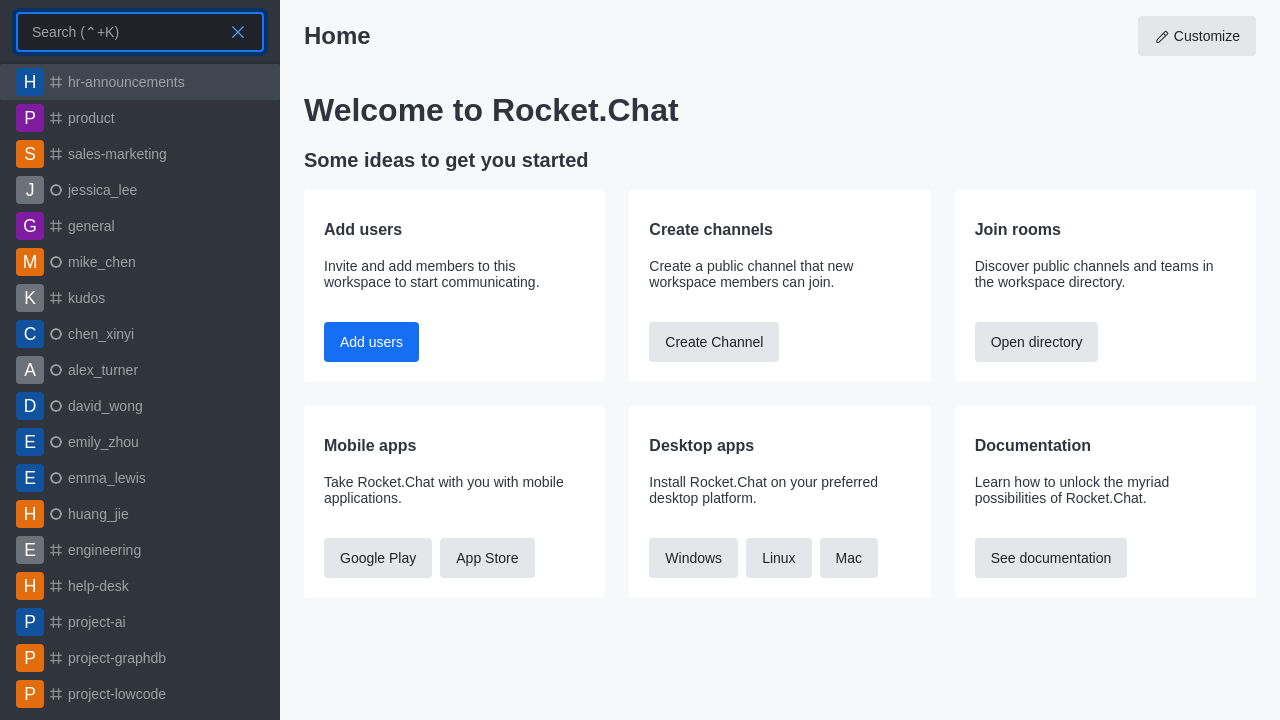 Search (⌃+K)
H hr-announcements
P product
S sales-marketing
J jessica_lee
G general
M mike_chen
K kudos
C chen_xinyi
A alex_turner
D david_wong
E emily_zhou
E emma_lewis
H huang_jie
E engineering
H help-desk
P project-ai
P project-graphdb
P project-lowcode
Home
Customize
Welcome to Rocket.Chat
Some ideas to get you started
Add users
Invite and add members to this
workspace to start communicating.
Add users
Create channels
Create a public channel that new
workspace members can join.
Create Channel
Join rooms
Discover public channels and teams in
the workspace directory.
Open directory
Mobile apps
Take Rocket.Chat with you with mobile
applications.
Google Play App Store
Desktop apps
Install Rocket.Chat on your preferred
desktop platform.
Windows Linux Mac
Documentation
Learn how to unlock the myriad
possibilities of Rocket.Chat.
See documentation